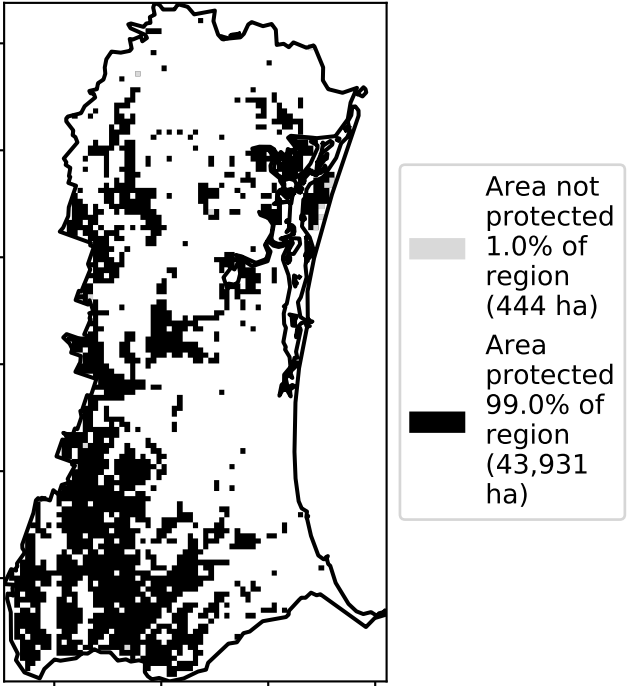 Area not
protected
1.0% of
region
(444 ha)
Area
protected
99.0% of
region
(43,931
ha)